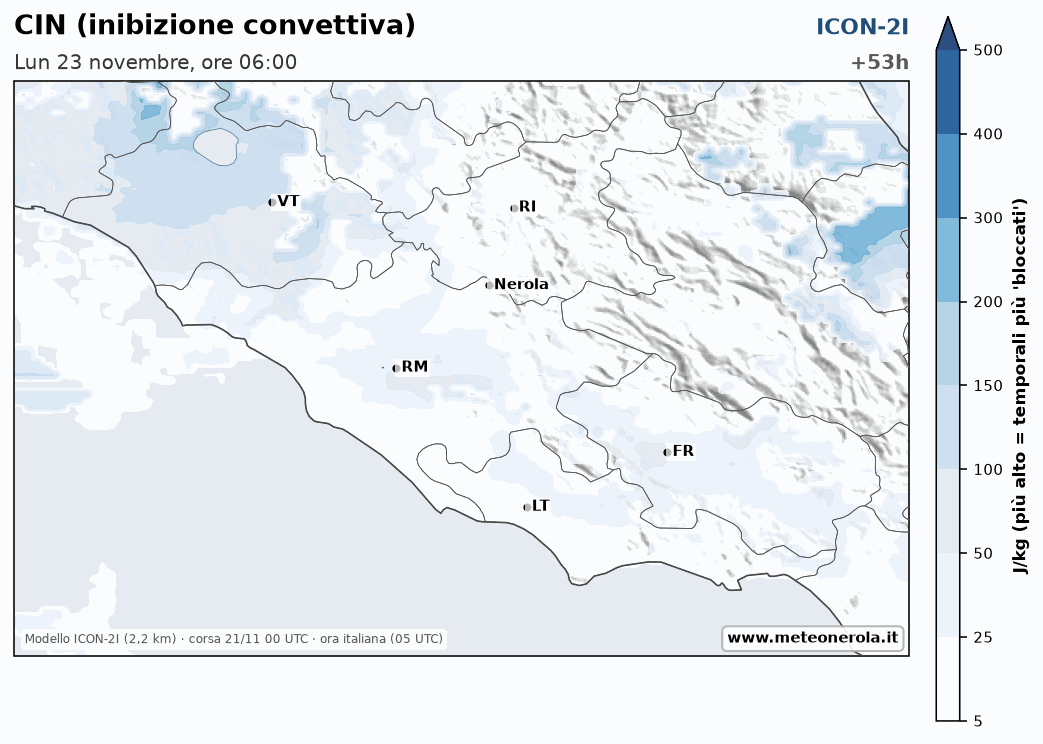 CIN (inibizione convettiva)
ICON-2I
Lun 23 novembre, ore 06:00
+53h
VT
RI
Nerola
RM
FR
LT
Modello ICON-2I (2,2 km) · corsa 21/11 00 UTC · ora italiana (05 UTC)
www.meteonerola.it
500
400
300
200
150
100
50
25
5
J/kg (più alto = temporali più 'bloccati')